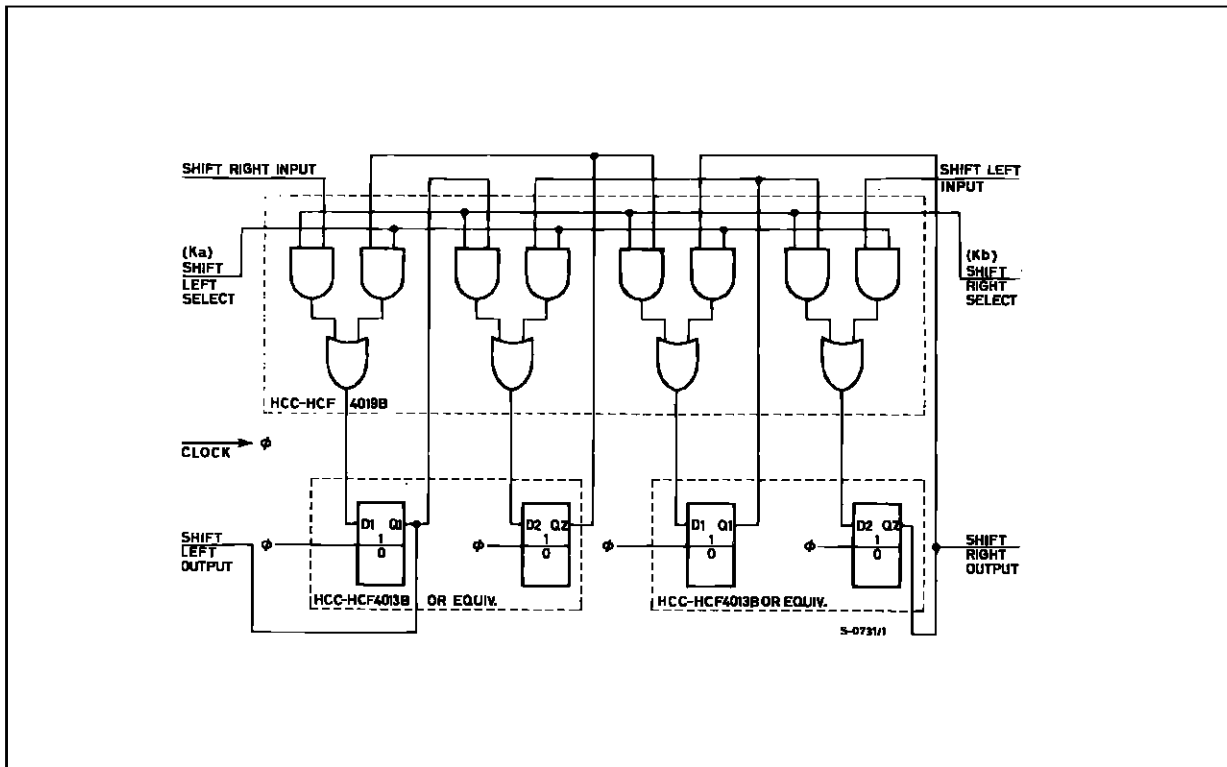 SHIFT RIGHT INPUT
SHIFT LEFT
INPUT
(Ka)
SHIFT
LEFT
SELECT
(Kb)
SHIFT
RIGHT
SELECT
HCC-HCF 4019B
CLOCK ϕ
D1 Q1
1
0
D2 Q2
1
0
D1 Q1
1
0
D2 Q2
1
0
ϕ
ϕ
ϕ
ϕ
SHIFT
LEFT
OUTPUT
SHIFT
RIGHT
OUTPUT
HCC-HCF4013B OR EQUIV.
HCC-HCF4013B OR EQUIV.
S-0731/1